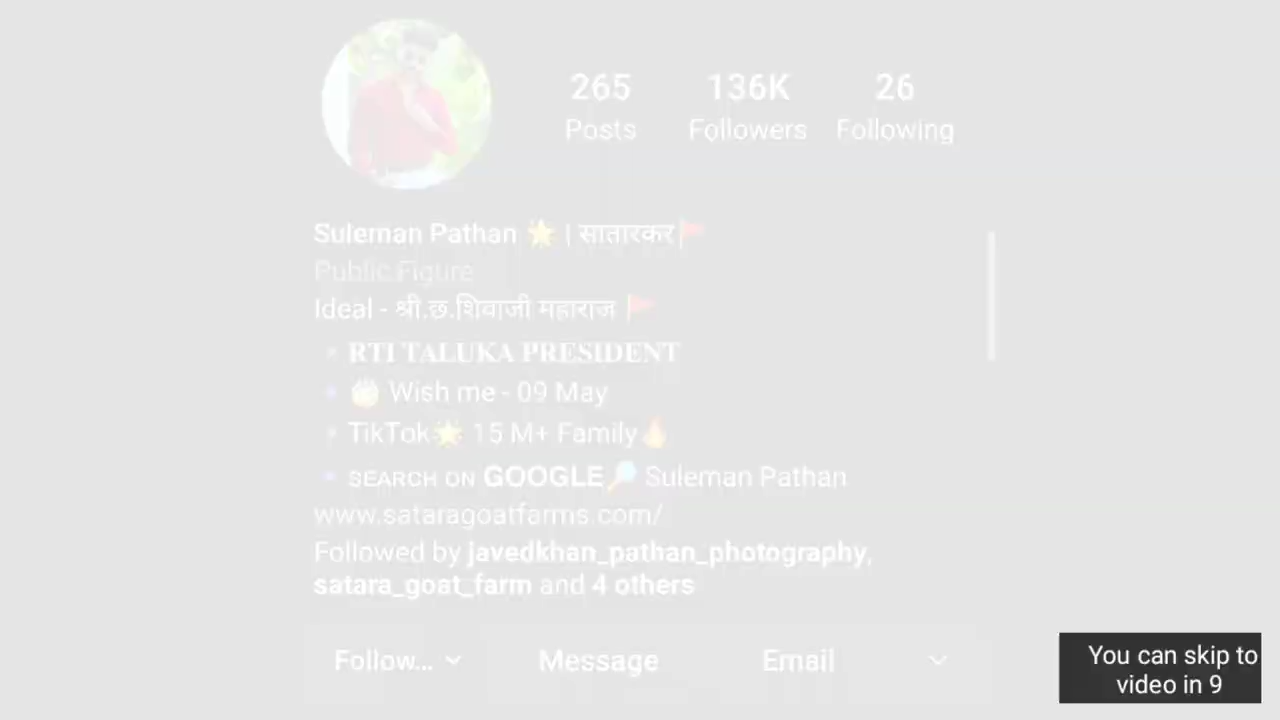 265 136K 26
Posts Followers Following
Suleman Pathan 🌟 | सातारकर🚩
Public Figure
Ideal - श्री.छ.शिवाजी महाराज 🚩
𝐑𝐓𝐈 𝐓𝐀𝐋𝐔𝐊𝐀 𝐏𝐑𝐄𝐒𝐈𝐃𝐄𝐍𝐓
🎂 Wish me - 09 May
TikTok🌟 15 M+ Family🔥
sᴇᴀʀᴄʜ ᴏɴ 𝗚𝗢𝗢𝗚𝗟𝗘🔎 Suleman Pathan
www.sataragoatfarms.com/
Followed by javedkhan_pathan_photography,
satara_goat_farm and 4 others
Follow... Message Email
You can skip to
video in 9